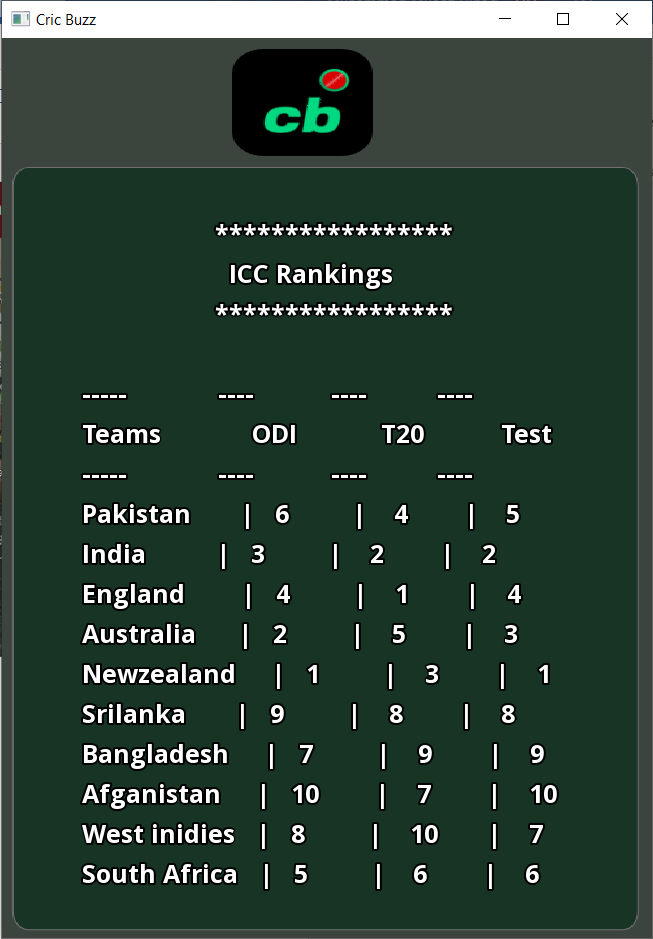 Cric Buzz
cb
*****************
ICC Rankings
*****************
----- ---- ---- ----
Teams ODI T20 Test
----- ---- ---- ----
Pakistan | 6 | 4 | 5
India | 3 | 2 | 2
England | 4 | 1 | 4
Australia | 2 | 5 | 3
Newzealand | 1 | 3 | 1
Srilanka | 9 | 8 | 8
Bangladesh | 7 | 9 | 9
Afganistan | 10 | 7 | 10
West inidies | 8 | 10 | 7
South Africa | 5 | 6 | 6